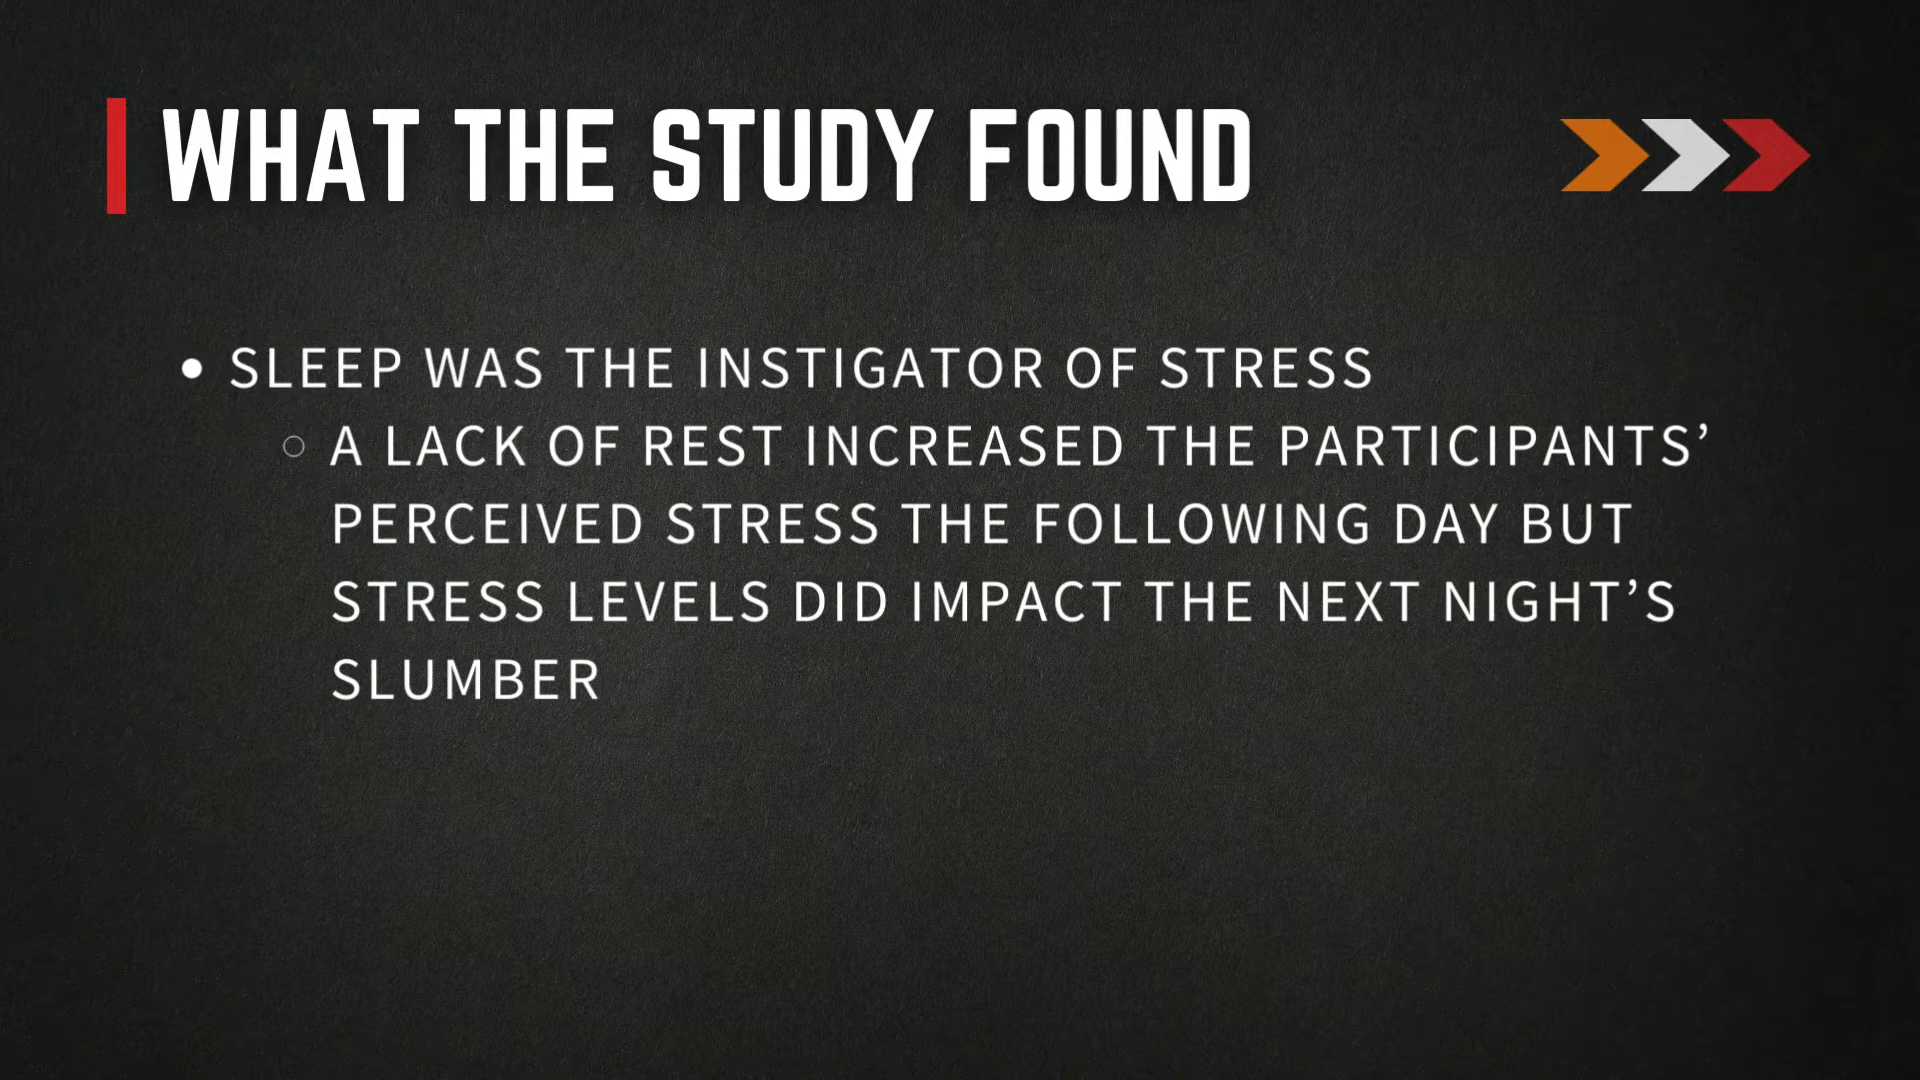 WHAT THE STUDY FOUND
• SLEEP WAS THE INSTIGATOR OF STRESS
○ A LACK OF REST INCREASED THE PARTICIPANTS’
PERCEIVED STRESS THE FOLLOWING DAY BUT
STRESS LEVELS DID IMPACT THE NEXT NIGHT’S
SLUMBER